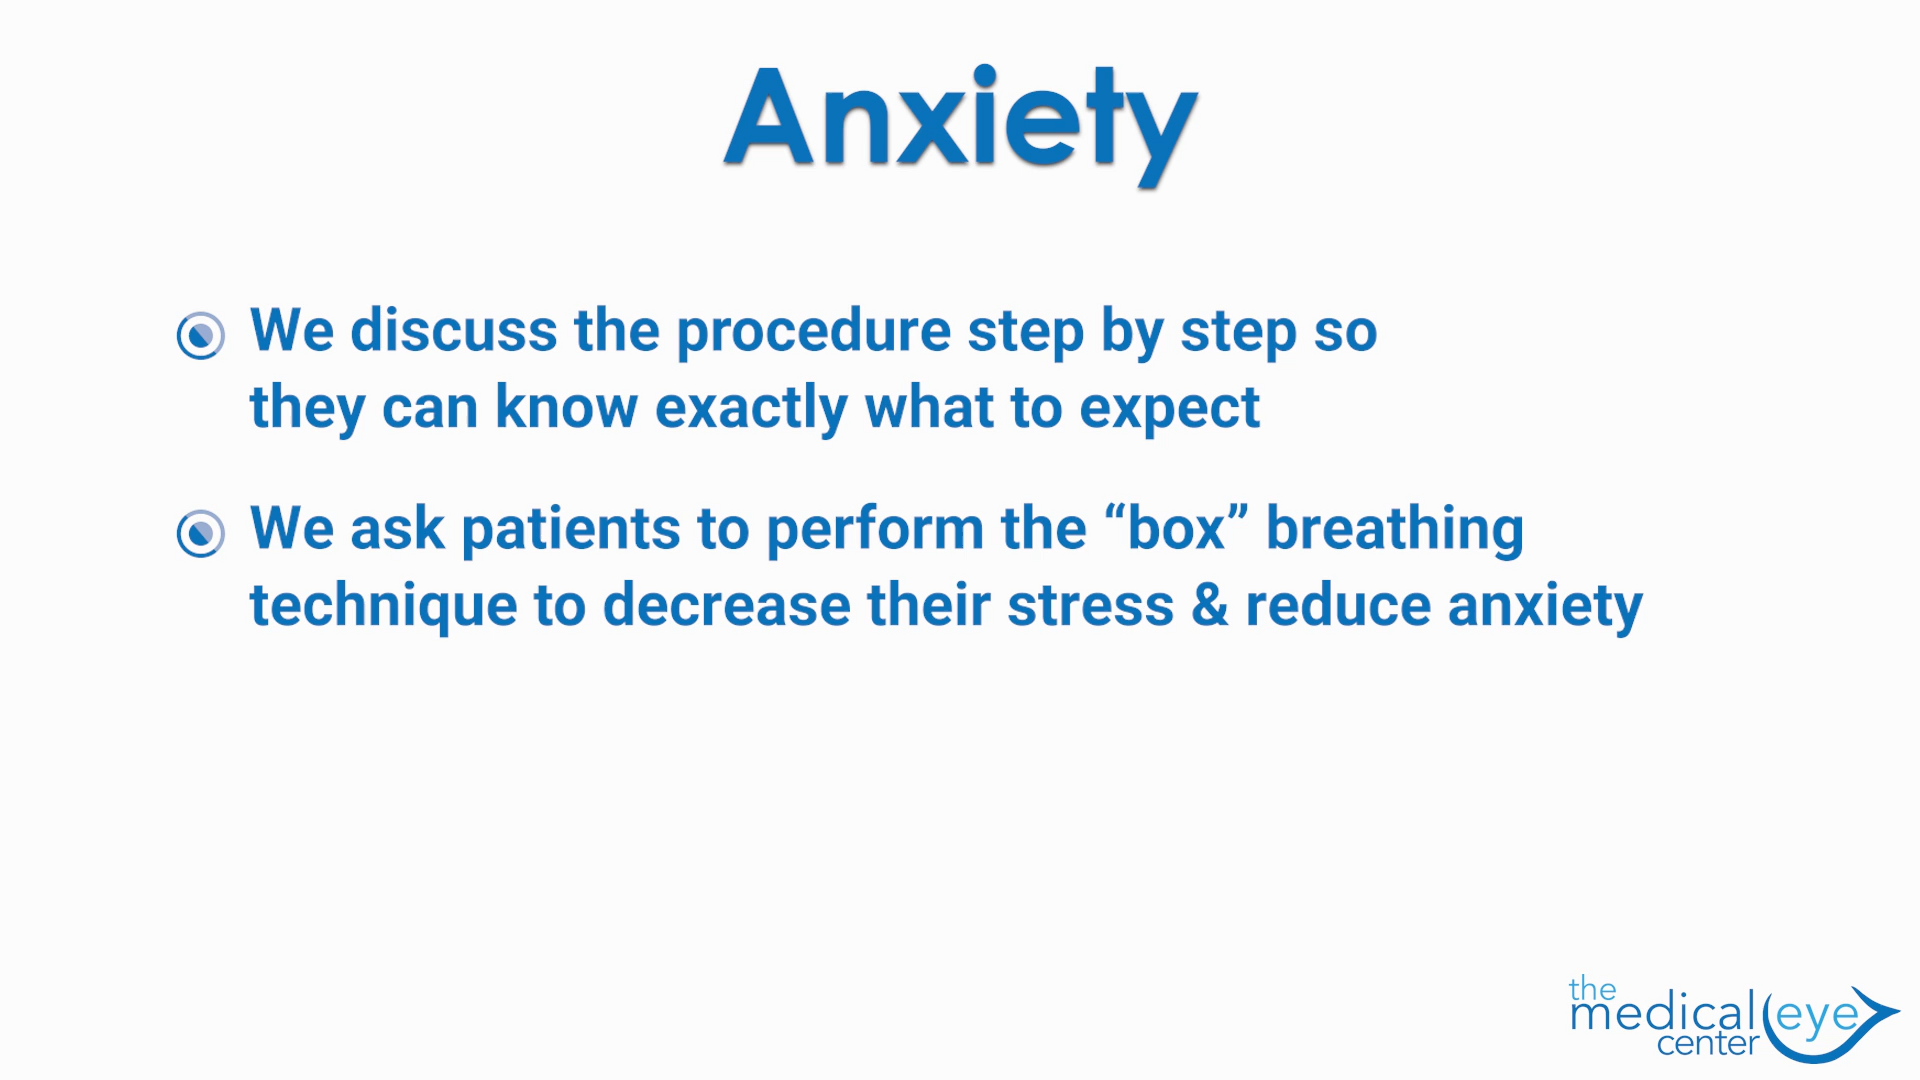 Anxiety
We discuss the procedure step by step so
they can know exactly what to expect
We ask patients to perform the “box” breathing
technique to decrease their stress & reduce anxiety
the
medical eye
center